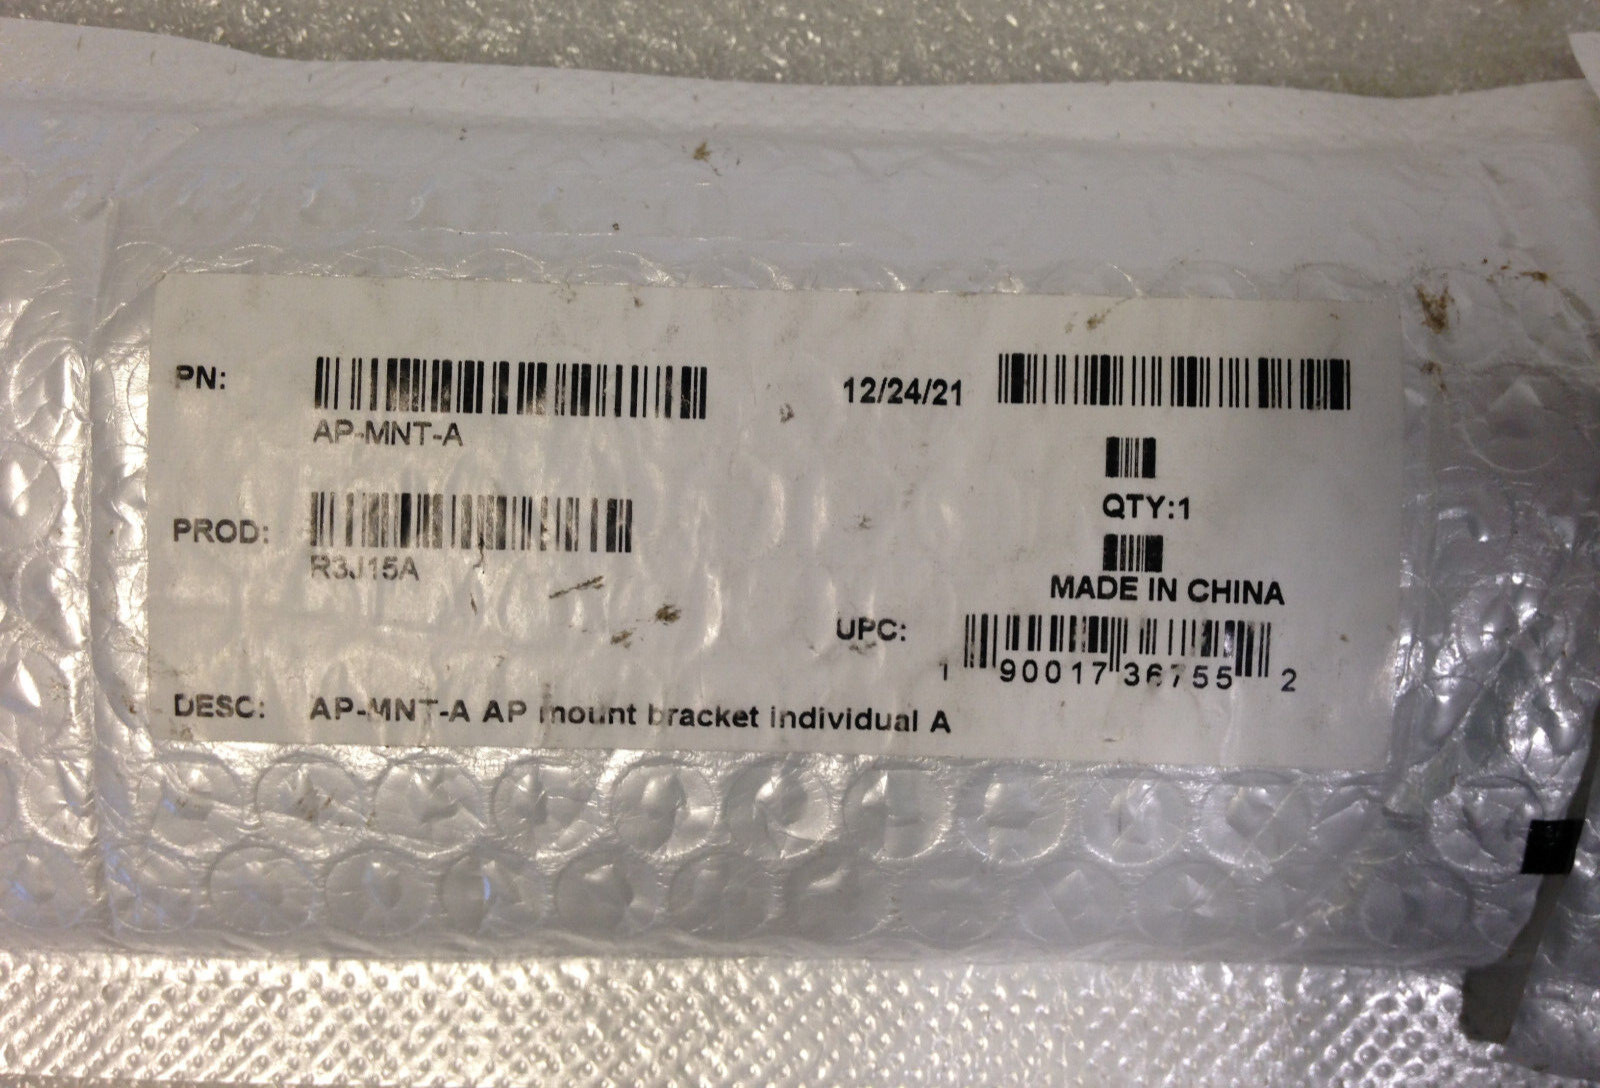 PN:
AP-MNT-A
12/24/21
PROD:
R3J15A
QTY:1
MADE IN CHINA
UPC:
1 90017 36755 2
DESC: AP-MNT-A AP mount bracket individual A